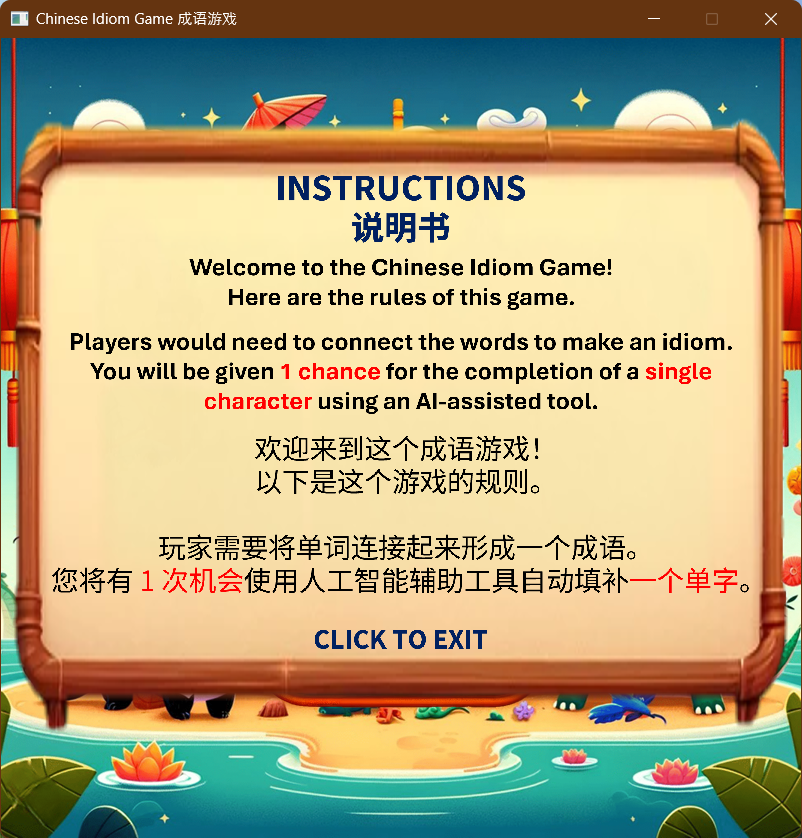 Chinese Idiom Game 成语游戏
INSTRUCTIONS
说明书
Welcome to the Chinese Idiom Game!
Here are the rules of this game.
Players would need to connect the words to make an idiom.
You will be given 1 chance for the completion of a single
character using an AI-assisted tool.
欢迎来到这个成语游戏！
以下是这个游戏的规则。
玩家需要将单词连接起来形成一个成语。
您将有 1 次机会使用人工智能辅助工具自动填补一个单字。
CLICK TO EXIT